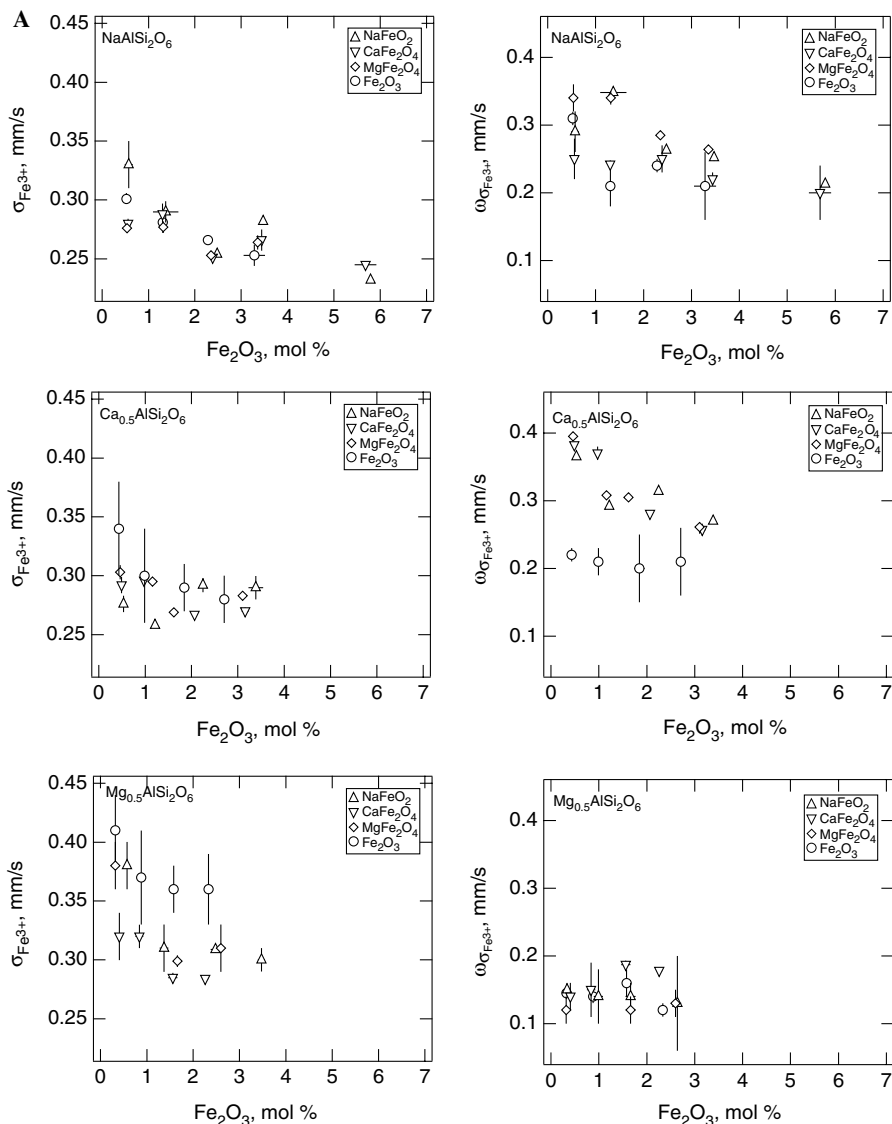 A
NaAlSi2O6
NaFeO2
CaFe2O4
MgFe2O4
Fe2O3
0.45
0.40
0.35
0.30
0.25
σFe3+, mm/s
0 1 2 3 4 5 6 7
Fe2O3, mol %
NaAlSi2O6
NaFeO2
CaFe2O4
MgFe2O4
Fe2O3
0.4
0.3
0.2
0.1
ωσFe3+, mm/s
0 1 2 3 4 5 6 7
Fe2O3, mol %
Ca0.5AlSi2O6
NaFeO2
CaFe2O4
MgFe2O4
Fe2O3
0.45
0.40
0.35
0.30
0.25
σFe3+, mm/s
0 1 2 3 4 5 6 7
Fe2O3, mol %
Ca0.5AlSi2O6
NaFeO2
CaFe2O4
MgFe2O4
Fe2O3
0.4
0.3
0.2
0.1
ωσFe3+, mm/s
0 1 2 3 4 5 6 7
Fe2O3, mol %
Mg0.5AlSi2O6
NaFeO2
CaFe2O4
MgFe2O4
Fe2O3
0.45
0.40
0.35
0.30
0.25
σFe3+, mm/s
0 1 2 3 4 5 6 7
Fe2O3, mol %
Mg0.5AlSi2O6
NaFeO2
CaFe2O4
MgFe2O4
Fe2O3
0.4
0.3
0.2
0.1
ωσFe3+, mm/s
0 1 2 3 4 5 6 7
Fe2O3, mol %